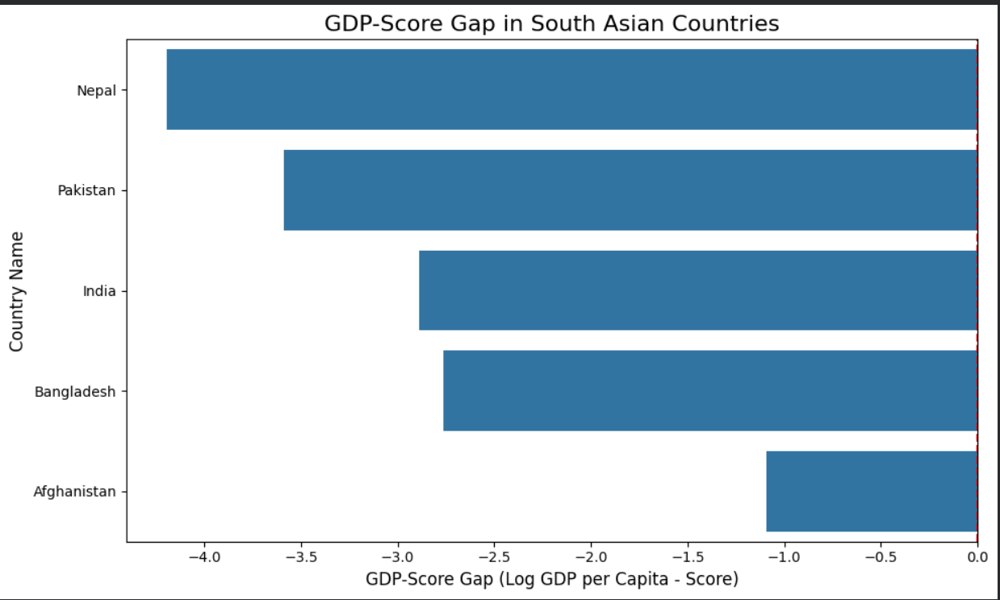 GDP-Score Gap in South Asian Countries
Country Name
Nepal
Pakistan
India
Bangladesh
Afghanistan
−4.0 −3.5 −3.0 −2.5 −2.0 −1.5 −1.0 −0.5 0.0
GDP-Score Gap (Log GDP per Capita - Score)